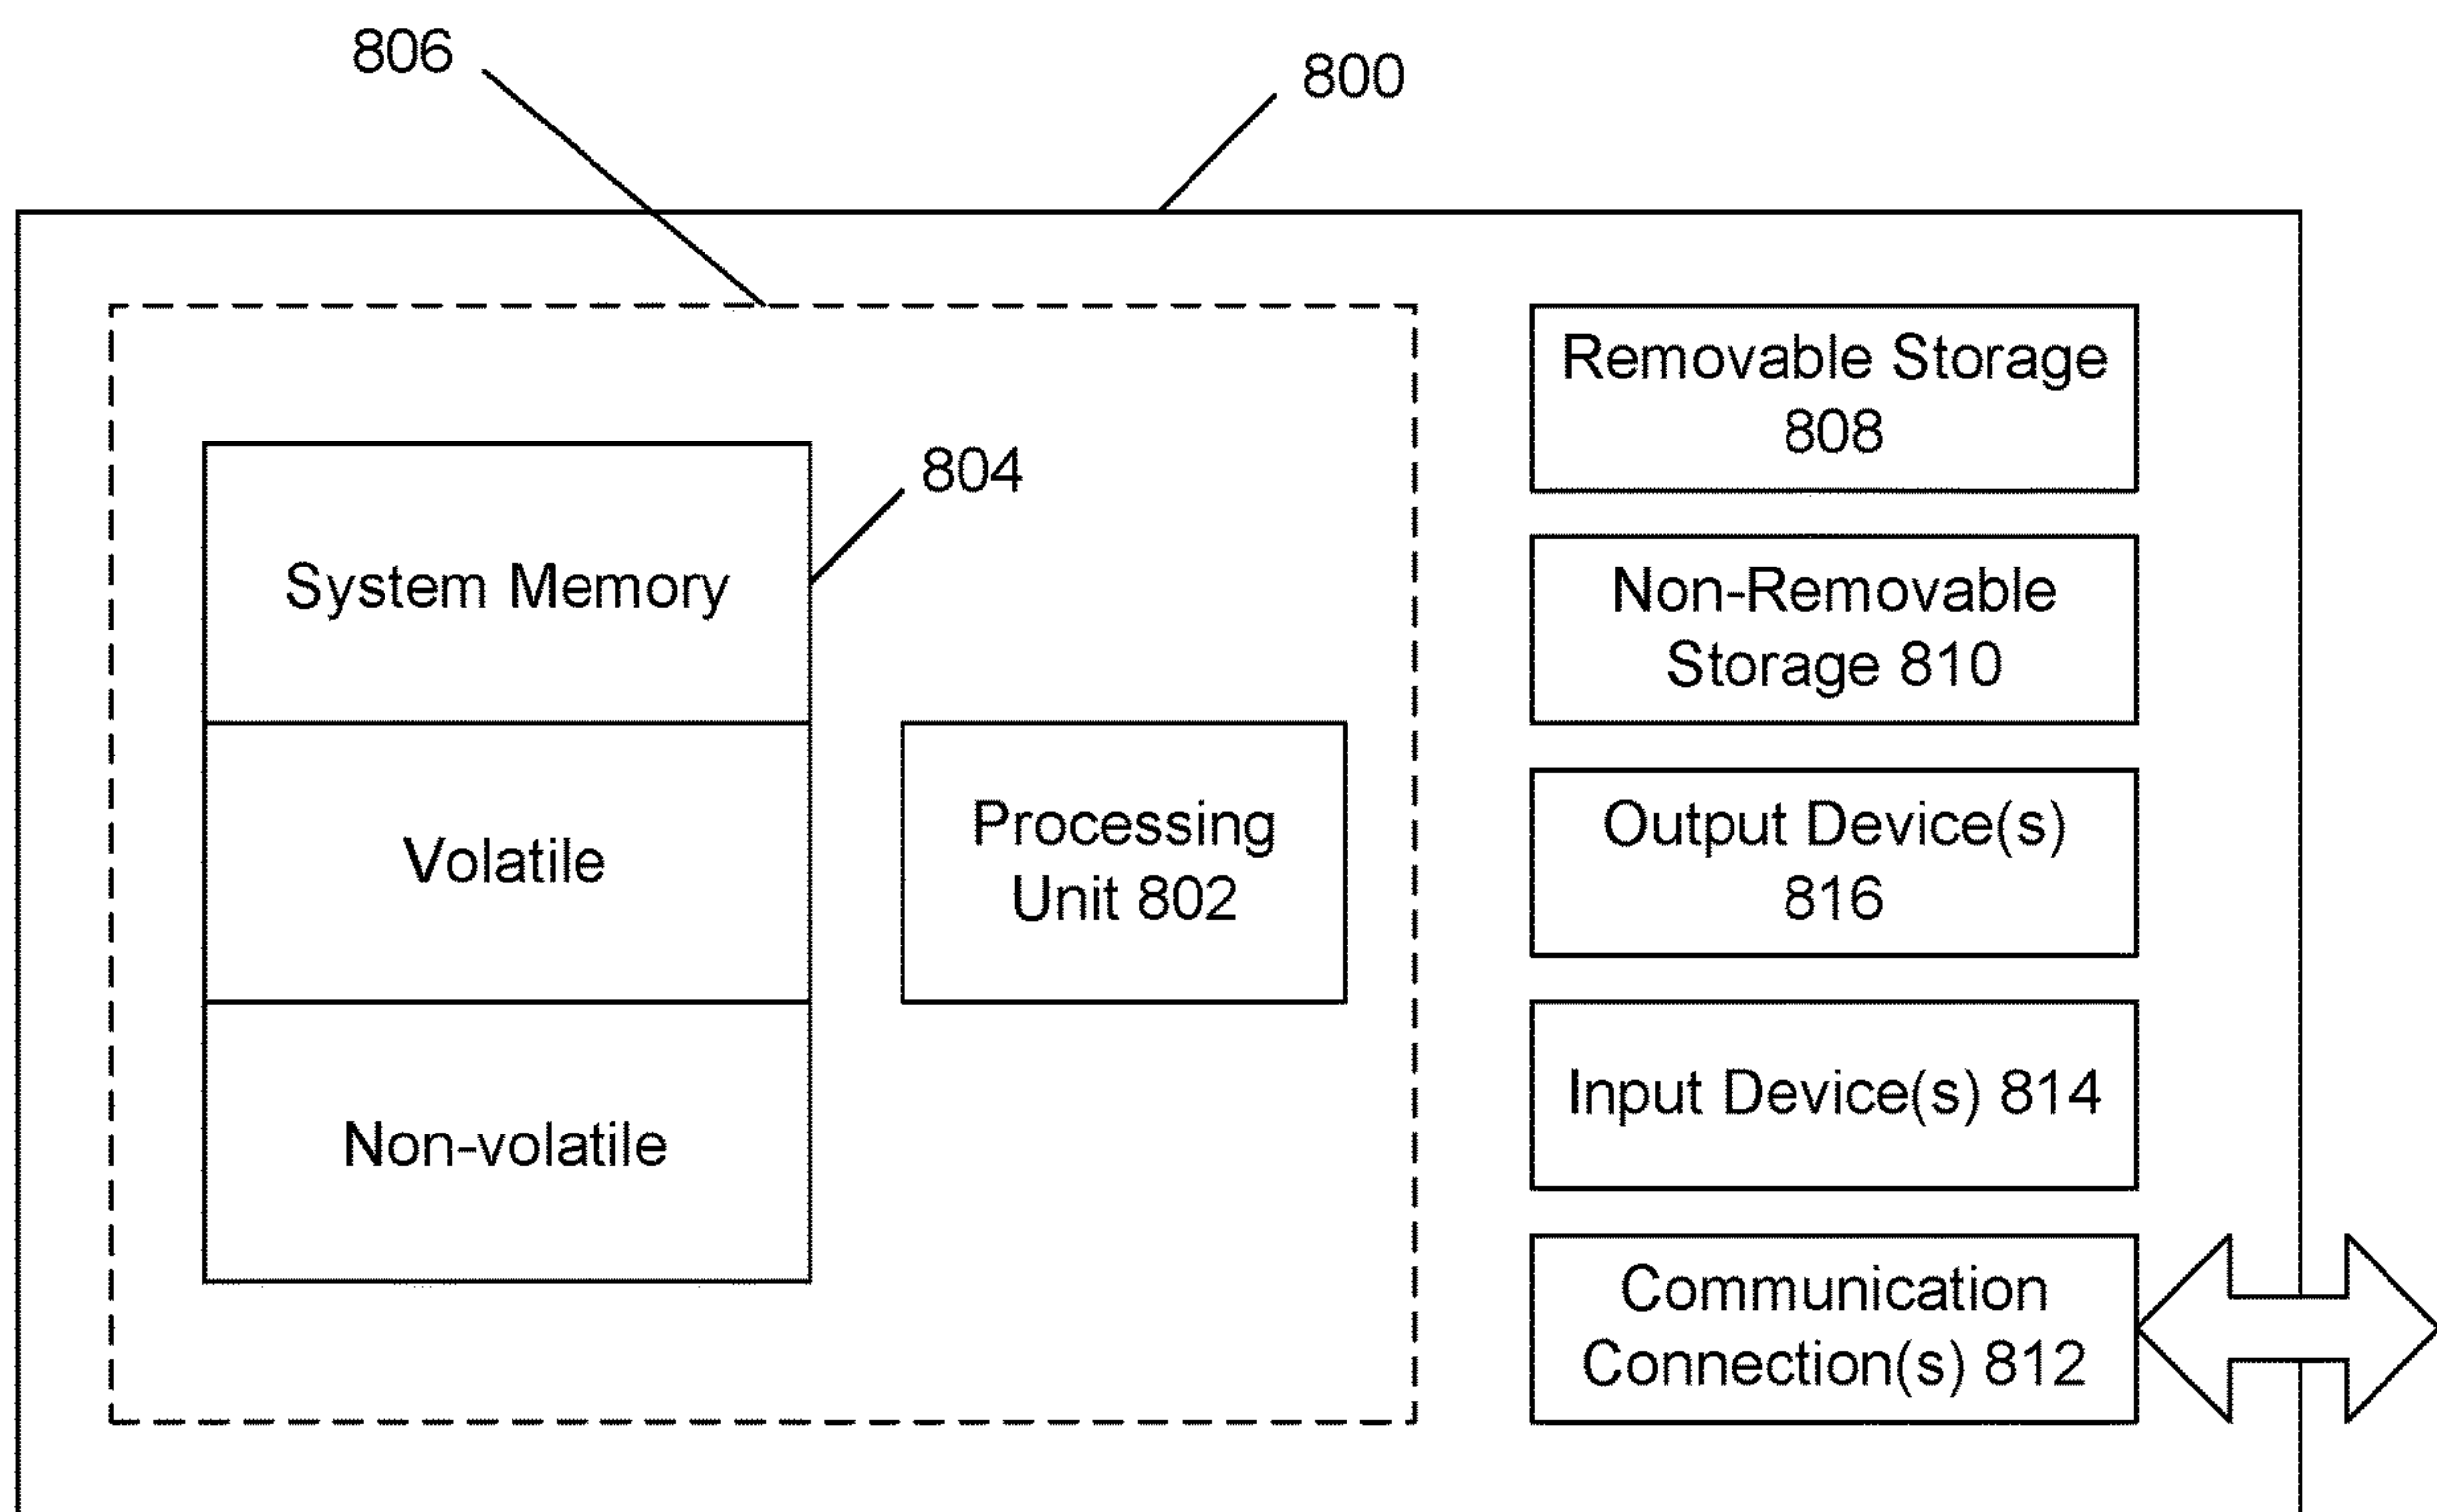 806
800
804
System Memory
Volatile
Non-volatile
Processing
Unit 802
Removable Storage
808
Non-Removable
Storage 810
Output Device(s)
816
Input Device(s) 814
Communication
Connection(s) 812